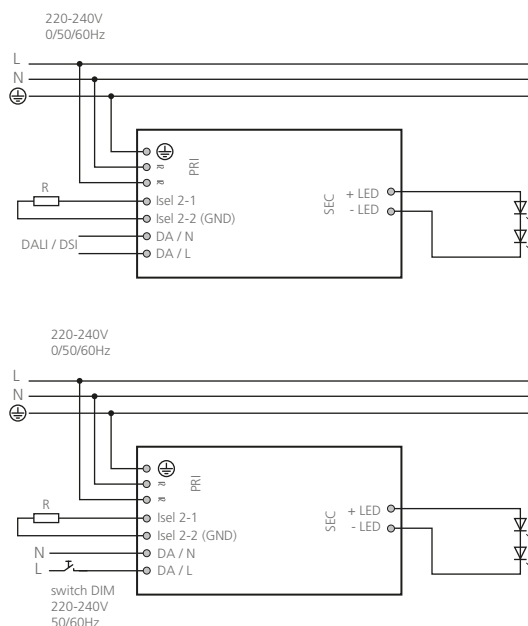 220-240V
0/50/60Hz
L
N
PRI
R
Isel 2-1
Isel 2-2 (GND)
DA / N
DALI / DSI
DA / L
SEC
+ LED
- LED
220-240V
0/50/60Hz
L
N
PRI
R
Isel 2-1
Isel 2-2 (GND)
N
DA / N
L
DA / L
SEC
+ LED
- LED
switch DIM
220-240V
50/60Hz